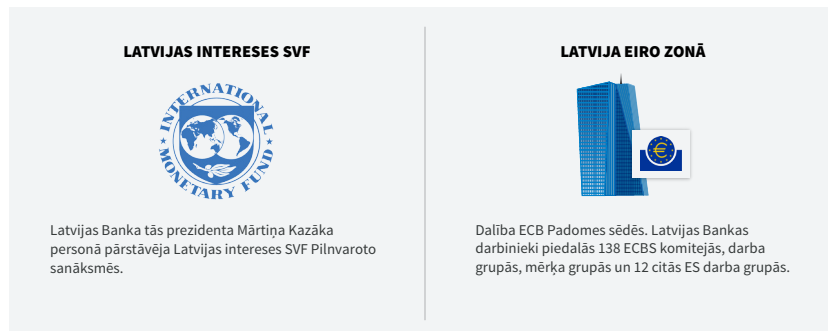 LATVIJAS INTERESES SVF
INTERNATIONAL
MONETARY FUND
Latvijas Banka tās prezidenta Mārtiņa Kazāka
personā pārstāvēja Latvijas intereses SVF Pilnvaroto
sanāksmēs.
LATVIJA EIRO ZONĀ
€
Dalība ECB Padomes sēdēs. Latvijas Bankas
darbinieki piedalās 138 ECBS komitejās, darba
grupās, mērķa grupās un 12 citās ES darba grupās.